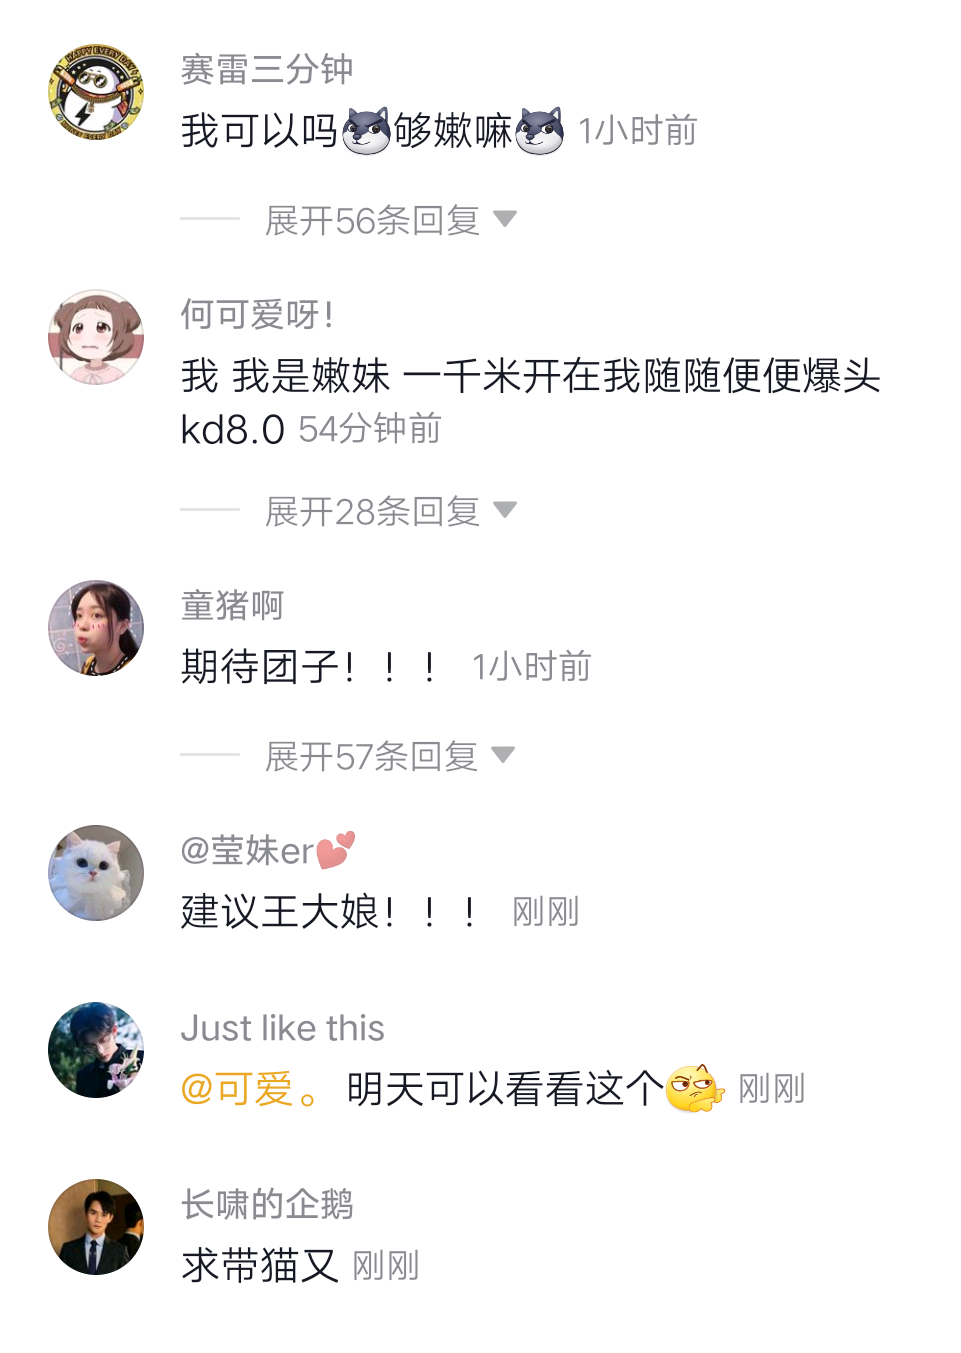 赛雷三分钟
我可以吗够嫩嘛 1小时前
展开56条回复
何可爱呀！
我 我是嫩妹 一千米开在我随随便便爆头
kd8.0 54分钟前
展开28条回复
童猪啊
期待团子！！！ 1小时前
展开57条回复
@莹妹er💕
建议王大娘！！！ 刚刚
Just like this
@可爱。 明天可以看看这个 刚刚
长啸的企鹅
求带猫又 刚刚